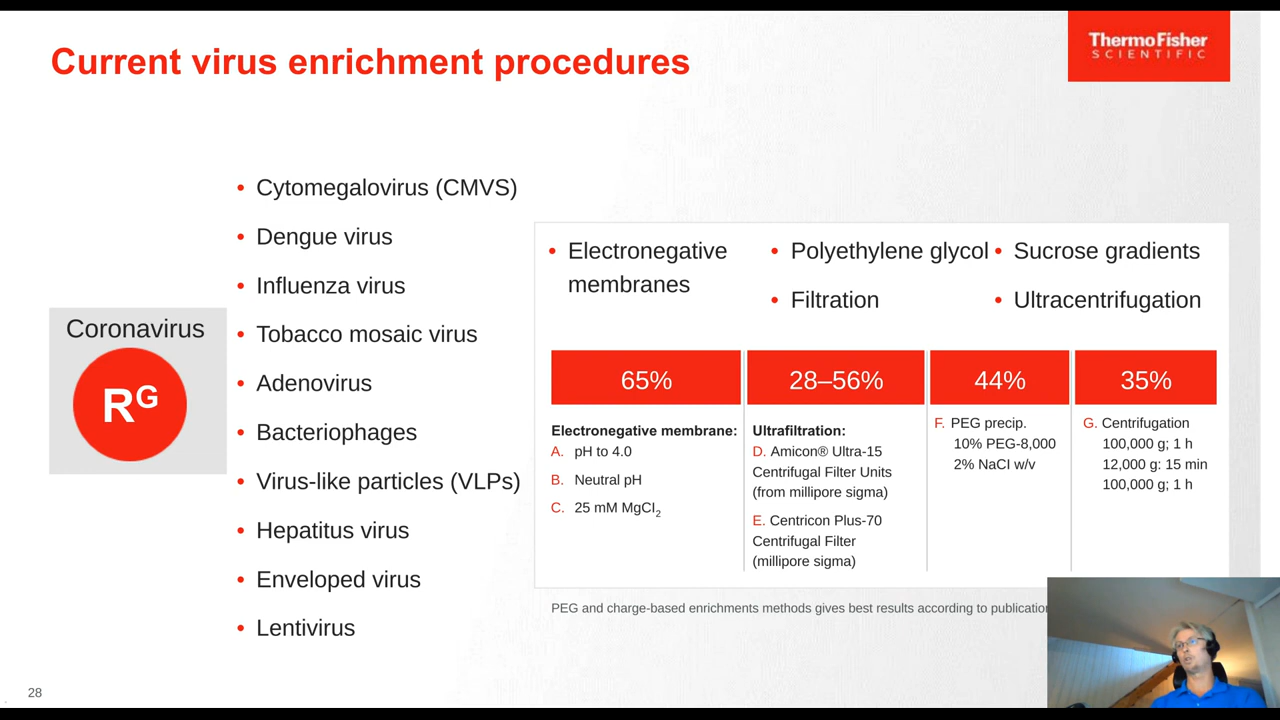 Current virus enrichment procedures
ThermoFisher
SCIENTIFIC
Coronavirus
RG
• Cytomegalovirus (CMVS)
• Dengue virus
• Influenza virus
• Tobacco mosaic virus
• Adenovirus
• Bacteriophages
• Virus-like particles (VLPs)
• Hepatitus virus
• Enveloped virus
• Lentivirus
• Electronegative
membranes
• Polyethylene glycol
• Filtration
• Sucrose gradients
• Ultracentrifugation
65%
Electronegative membrane:
A. pH to 4.0
B. Neutral pH
C. 25 mM MgCl2
28–56%
Ultrafiltration:
D. Amicon® Ultra-15
Centrifugal Filter Units
(from millipore sigma)
E. Centricon Plus-70
Centrifugal Filter
(millipore sigma)
44%
F. PEG precip.
10% PEG-8,000
2% NaCl w/v
35%
G. Centrifugation
100,000 g; 1 h
12,000 g: 15 min
100,000 g; 1 h
PEG and charge-based enrichments methods gives best results according to
28